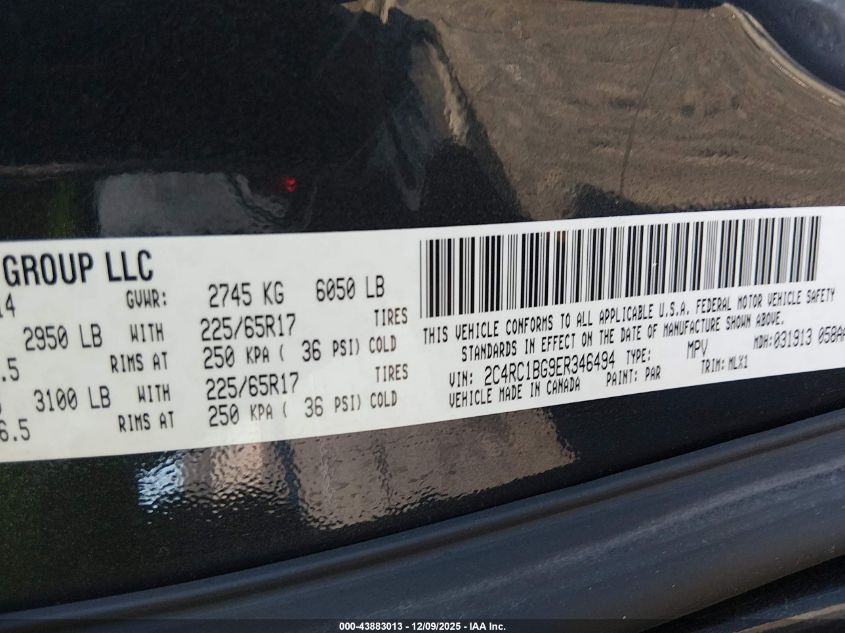 GROUP LLC
14 GVWR: 2745 KG 6050 LB
2950 LB WITH 225/65R17 TIRES
.5 RIMS AT 250 KPA ( 36 PSI) COLD
3100 LB WITH 225/65R17 TIRES
6.5 RIMS AT 250 KPA ( 36 PSI) COLD
THIS VEHICLE CONFORMS TO ALL APPLICABLE U.S.A. FEDERAL MOTOR VEHICLE SAFETY
STANDARDS IN EFFECT ON THE DATE OF MANUFACTURE SHOWN ABOVE.
MDH:031913 058AA
VIN: 2C4RC1BG9ER346494 TYPE: MPV
VEHICLE MADE IN CANADA PAINT: PAR TRIM: MLX1
000-43883013 - 12/09/2025 - IAA Inc.